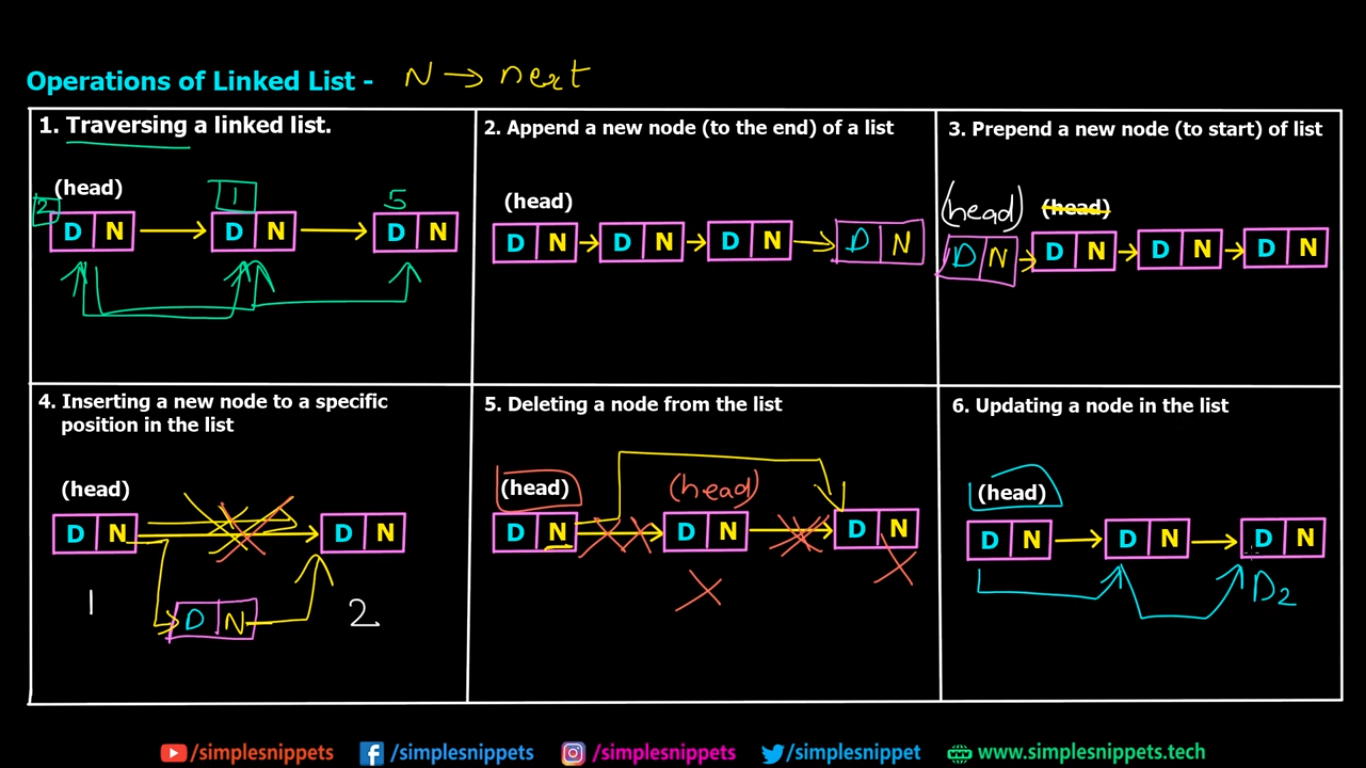 Operations of Linked List - N → next
1. Traversing a linked list.
(head)
2 1 5
D N → D N → D N
2. Append a new node (to the end) of a list
(head)
D N → D N → D N → D N
3. Prepend a new node (to start) of list
(head) (head)
D N → D N → D N → D N
4. Inserting a new node to a specific
position in the list
(head)
D N → D N
1 D N 2
5. Deleting a node from the list
(head) (head)
D N → D N → D N
6. Updating a node in the list
(head)
D N → D N → D N
D2
/simplesnippets /simplesnippets /simplesnippets /simplesnippet www.simplesnippets.tech